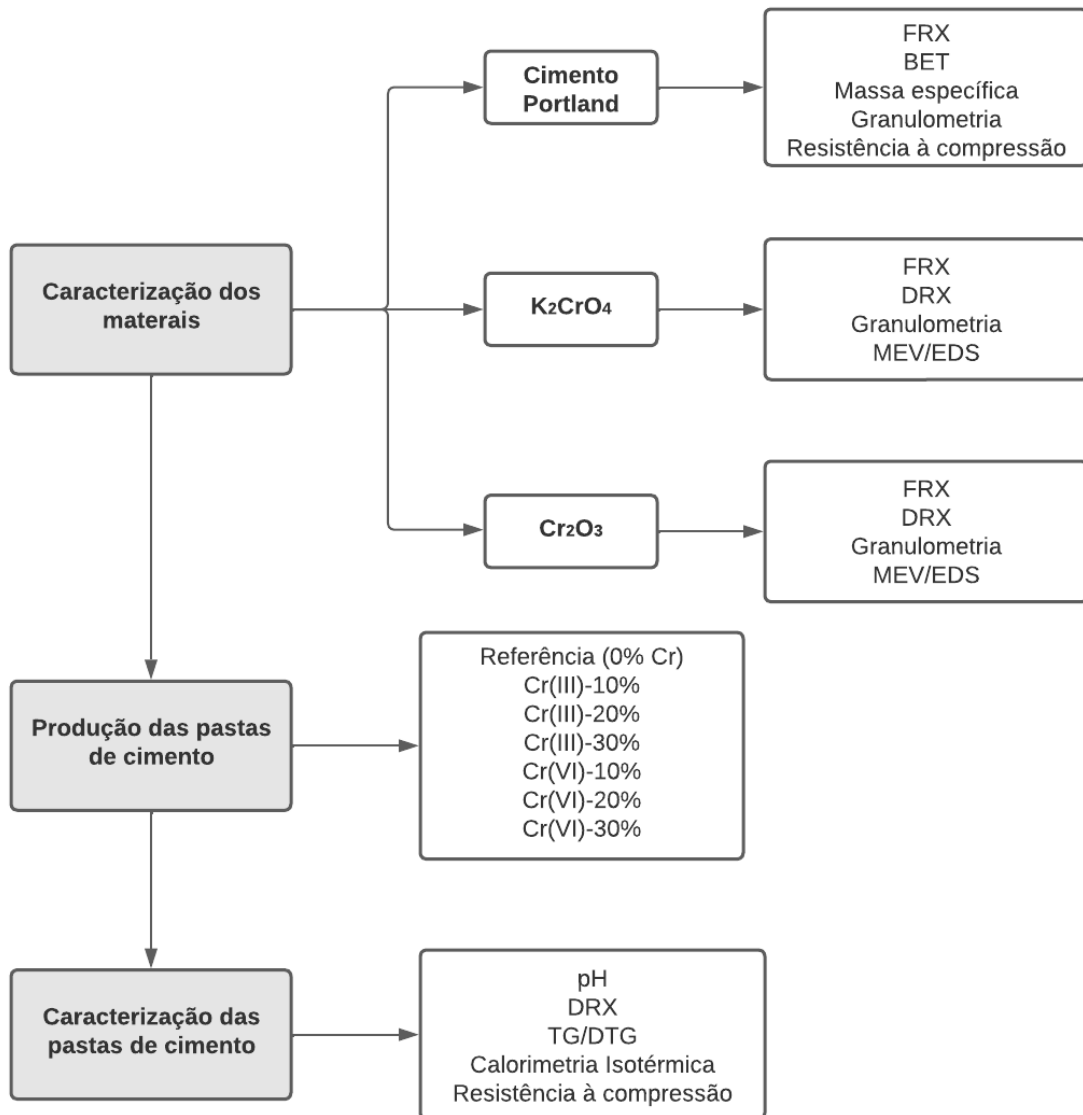 Cimento
Portland
FRX
BET
Massa específica
Granulometria
Resistência à compressão
Caracterização dos
materais
K₂CrO₄
FRX
DRX
Granulometria
MEV/EDS
Cr₂O₃
FRX
DRX
Granulometria
MEV/EDS
Produção das pastas
de cimento
Referência (0% Cr)
Cr(III)-10%
Cr(III)-20%
Cr(III)-30%
Cr(VI)-10%
Cr(VI)-20%
Cr(VI)-30%
Caracterização das
pastas de cimento
pH
DRX
TG/DTG
Calorimetria Isotérmica
Resistência à compressão